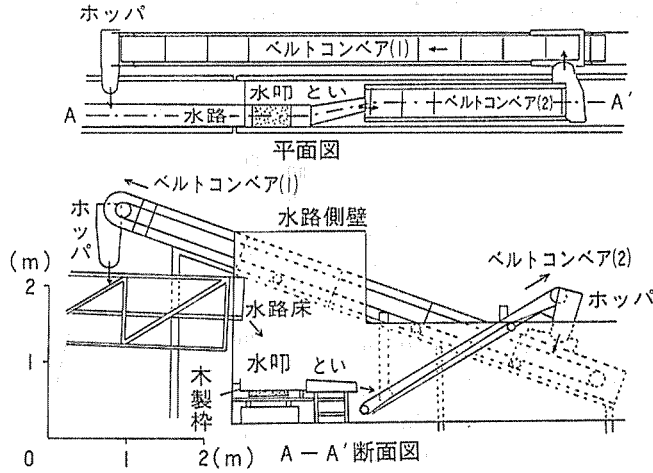 ホッパ
ベルトコンベア(1)
水叩 とい
A
水路
ベルトコンベア(2)
A′
平面図
ベルトコンベア(1)
ホッパ
水路側壁
ベルトコンベア(2)
ホッパ
(m)
2
水路床
1
水叩 とい
木製枠
0
1
2(m)
A－A′断面図